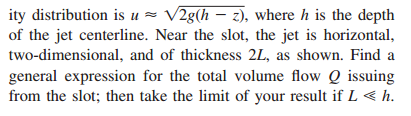 ity distribution is u ≈ √2g(h − z), where h is the depth
of the jet centerline. Near the slot, the jet is horizontal,
two-dimensional, and of thickness 2L, as shown. Find a
general expression for the total volume flow Q issuing
from the slot; then take the limit of your result if L ≪ h.